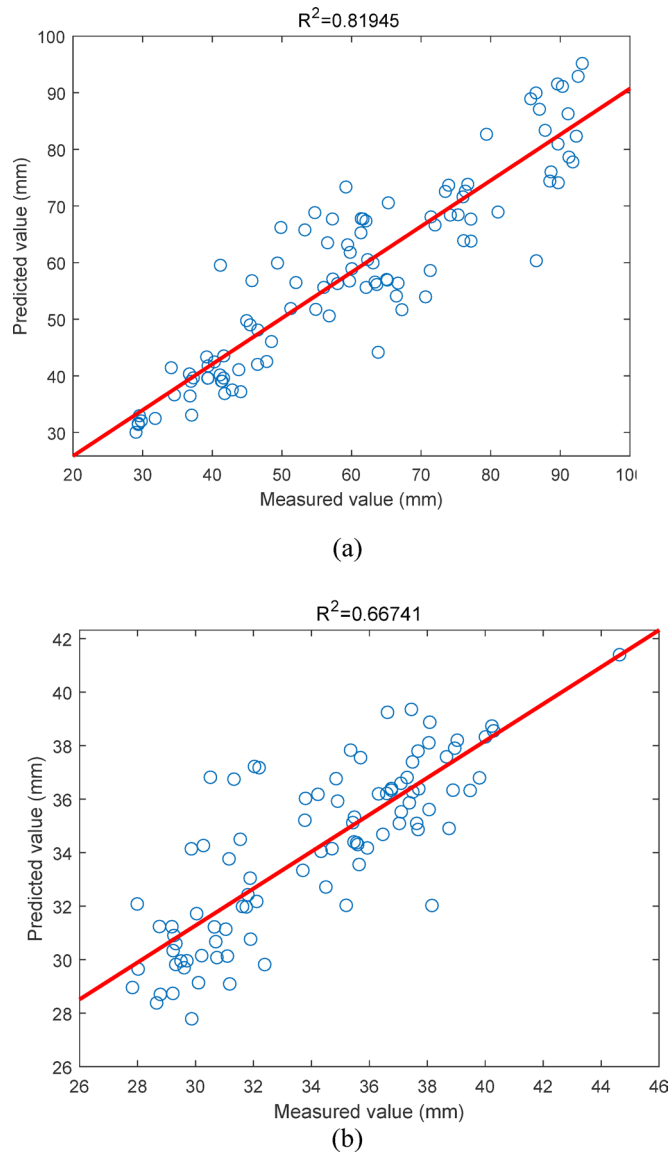 R²=0.81945
100
90
80
70
60
50
40
30
Predicted value (mm)
20 30 40 50 60 70 80 90 10
Measured value (mm)
(a)
R²=0.66741
42
40
38
36
34
32
30
28
26
Predicted value (mm)
26 28 30 32 34 36 38 40 42 44 46
Measured value (mm)
(b)